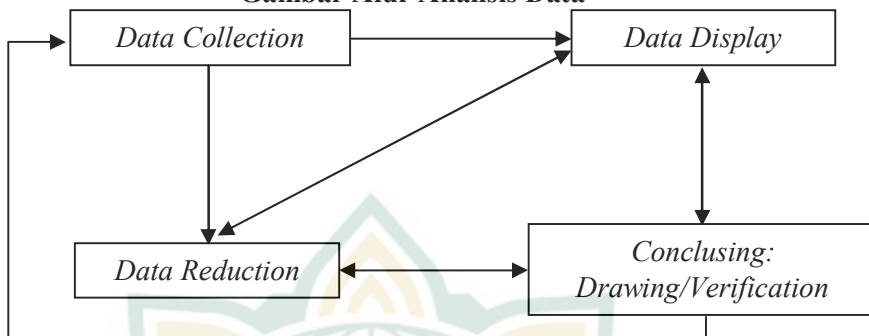 Gambar Alur Analisis Data
Data Collection
Data Display
Data Reduction
Conclusing:
Drawing/Verification